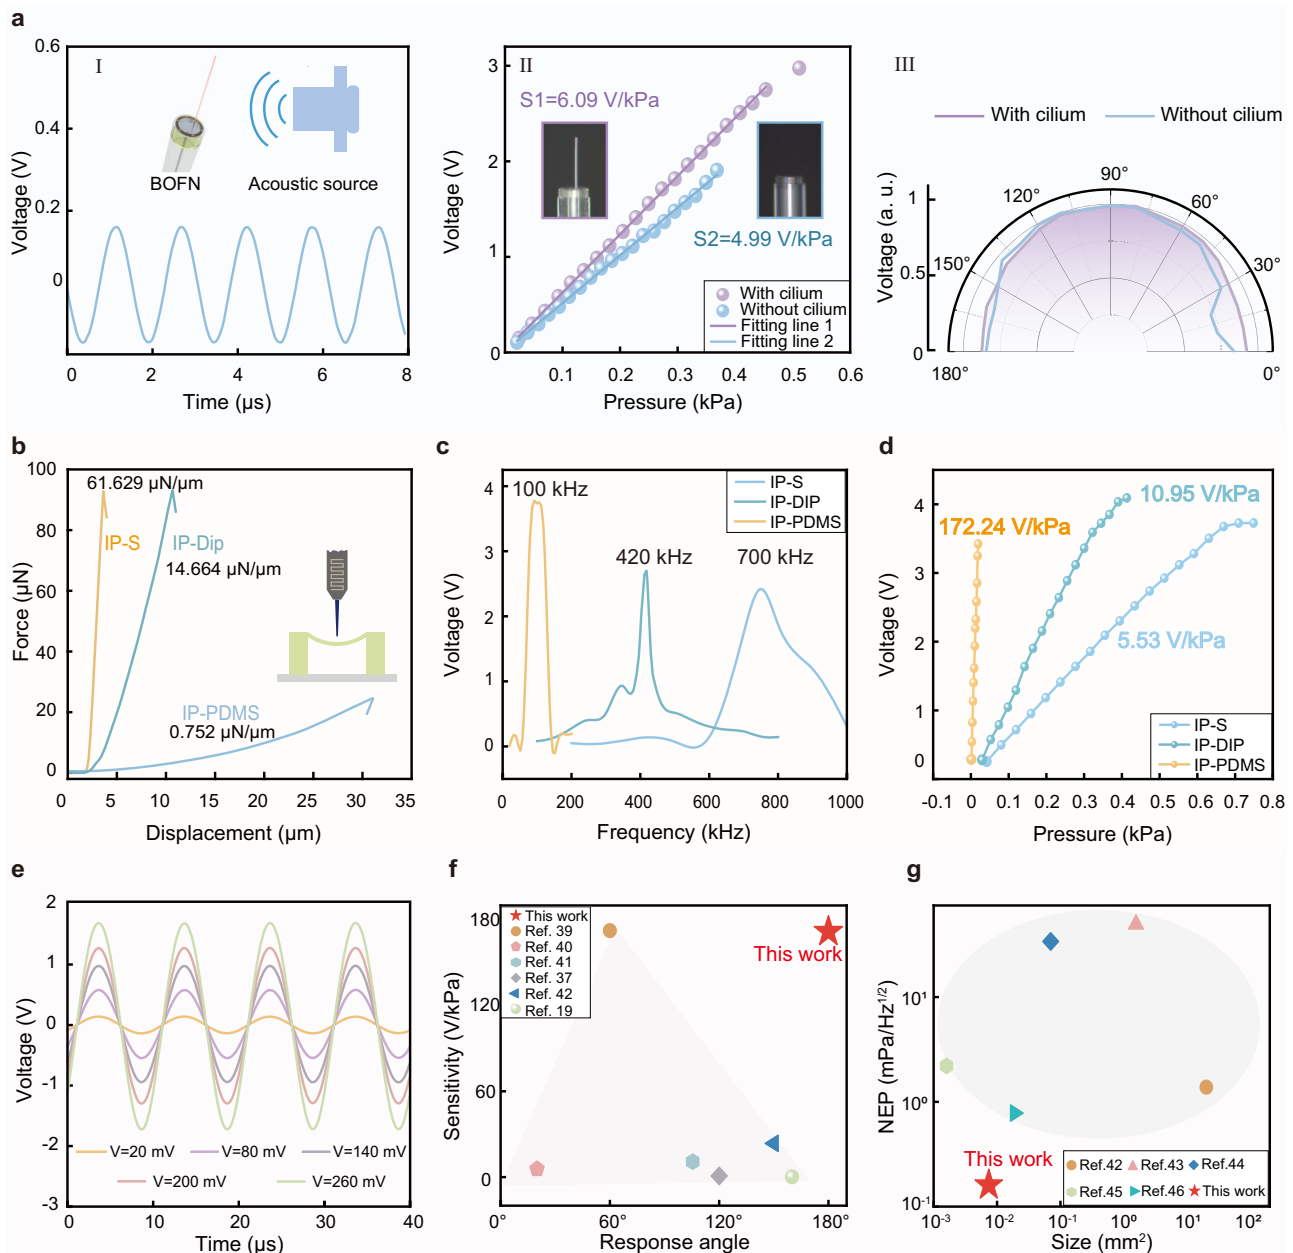 a
I
Voltage (V)
0.6
0.4
0.2
0
BOFN
Acoustic source
0 2 4 6 8
Time (µs)
II
Voltage (V)
3
2
1
0
S1=6.09 V/kPa
S2=4.99 V/kPa
With cilium
Without cilium
Fitting line 1
Fitting line 2
0.1 0.2 0.3 0.4 0.5 0.6
Pressure (kPa)
III
With cilium
Without cilium
Voltage (a. u.)
1
0.5
0
180°
150°
120°
90°
60°
30°
0°
b
Force (µN)
100
80
60
40
20
0
61.629 µN/µm
IP-S
IP-Dip
14.664 µN/µm
IP-PDMS
0.752 µN/µm
0 5 10 15 20 25 30 35
Displacement (µm)
c
Voltage (V)
4
3
2
1
0
100 kHz
420 kHz
700 kHz
IP-S
IP-DIP
IP-PDMS
0 200 400 600 800 1000
Frequency (kHz)
d
Voltage (V)
4
3
2
1
0
172.24 V/kPa
10.95 V/kPa
5.53 V/kPa
IP-S
IP-DIP
IP-PDMS
-0.1 0 0.1 0.2 0.3 0.4 0.5 0.6 0.7 0.8
Pressure (kPa)
e
Voltage (V)
2
1
0
-1
-2
-3
V=20 mV V=80 mV V=140 mV
V=200 mV V=260 mV
0 10 20 30 40
Time (µs)
f
Sensitivity (V/kPa)
180
120
60
0
This work
Ref. 39
Ref. 40
Ref. 41
Ref. 37
Ref. 42
Ref. 19
This work
0° 60° 120° 180°
Response angle
g
NEP (mPa/Hz1/2)
10¹
10⁰
10⁻¹
This work
Ref.42 Ref.43 Ref.44
Ref.45 Ref.46 This work
10⁻³ 10⁻² 10⁻¹ 10⁰ 10¹ 10²
Size (mm²)